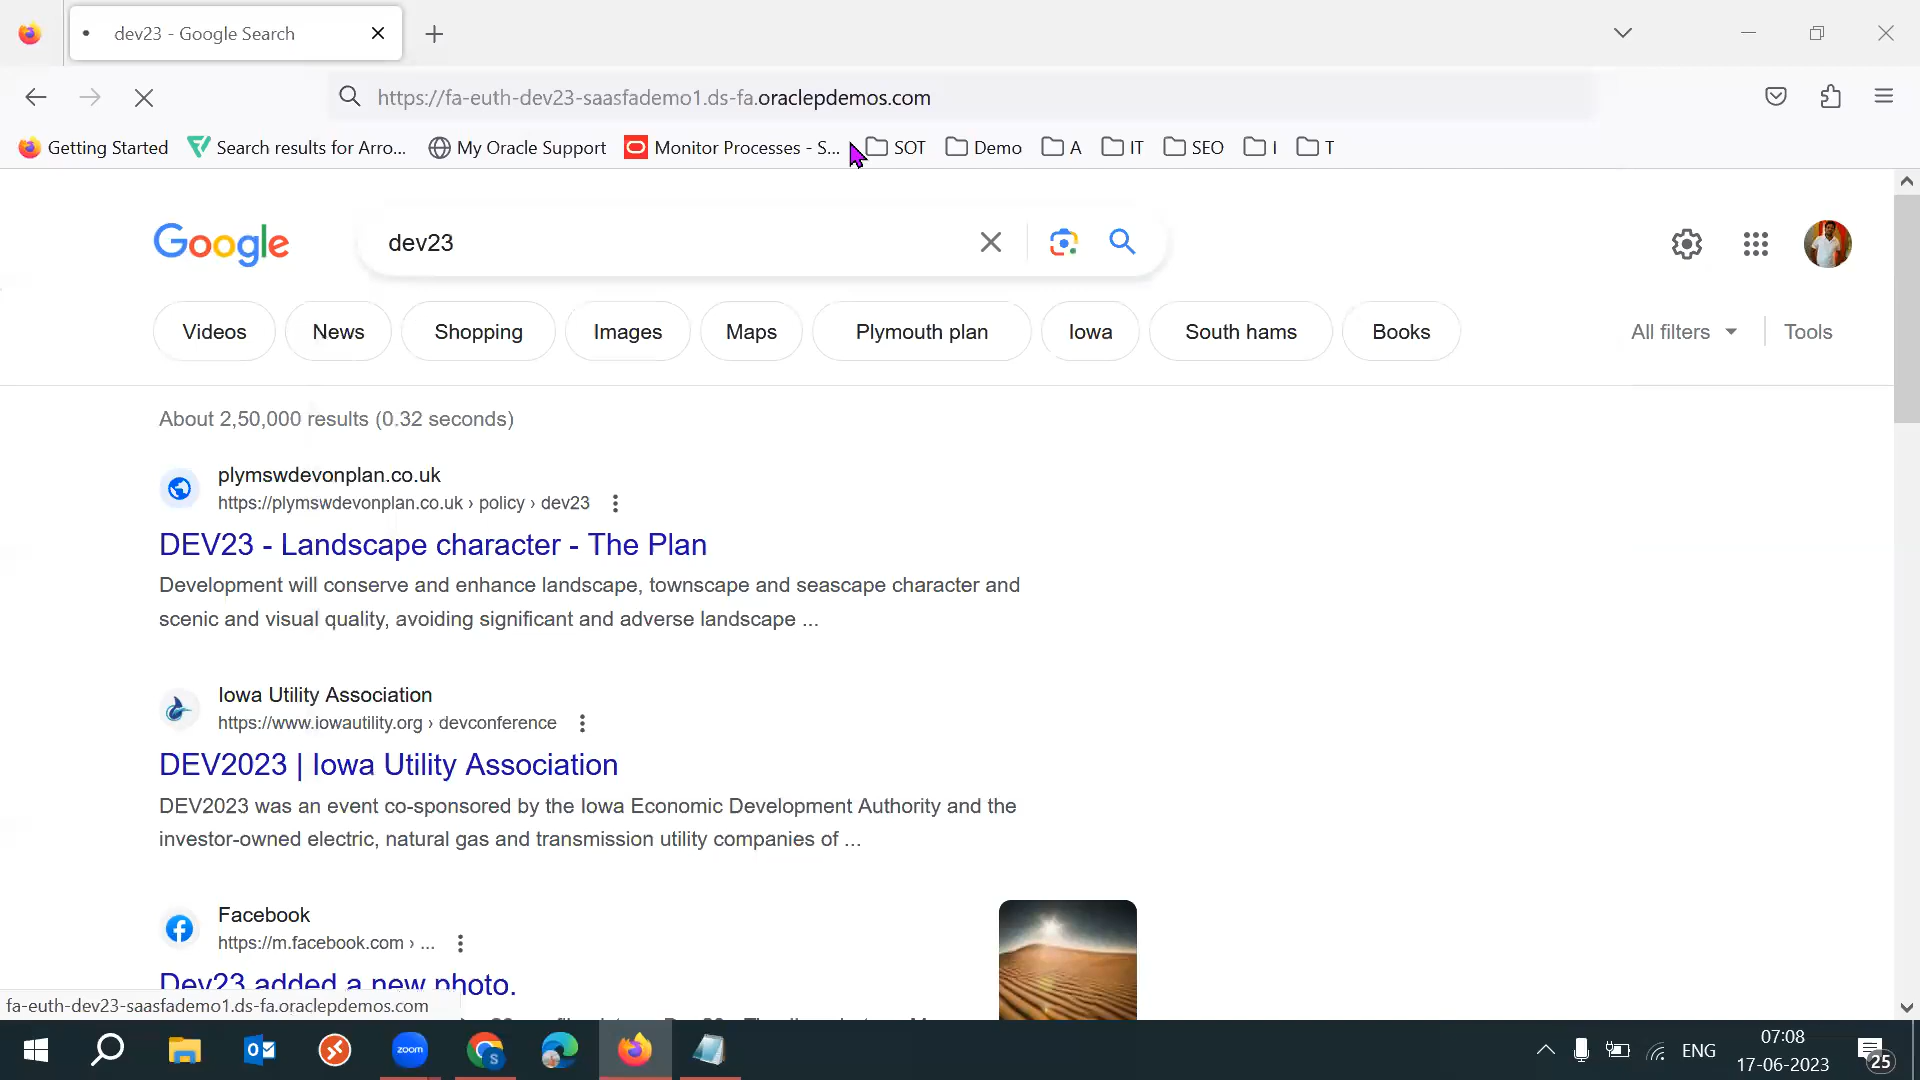 dev23 - Google Search
https://fa-euth-dev23-saasfademo1.ds-fa.oraclepdemos.com
Getting Started Search results for Arro... My Oracle Support Monitor Processes - S... SOT Demo A IT SEO I T
Google dev23
Videos News Shopping Images Maps Plymouth plan Iowa South hams Books All filters Tools
About 2,50,000 results (0.32 seconds)
plymswdevonplan.co.uk
https://plymswdevonplan.co.uk › policy › dev23
DEV23 - Landscape character - The Plan
Development will conserve and enhance landscape, townscape and seascape character and
scenic and visual quality, avoiding significant and adverse landscape ...
Iowa Utility Association
https://www.iowautility.org › devconference
DEV2023 | Iowa Utility Association
DEV2023 was an event co-sponsored by the Iowa Economic Development Authority and the
investor-owned electric, natural gas and transmission utility companies of ...
Facebook
https://m.facebook.com › ...
Dev23 added a new photo.
fa-euth-dev23-saasfademo1.ds-fa.oraclepdemos.com
zoom S ENG 07:08
17-06-2023 25